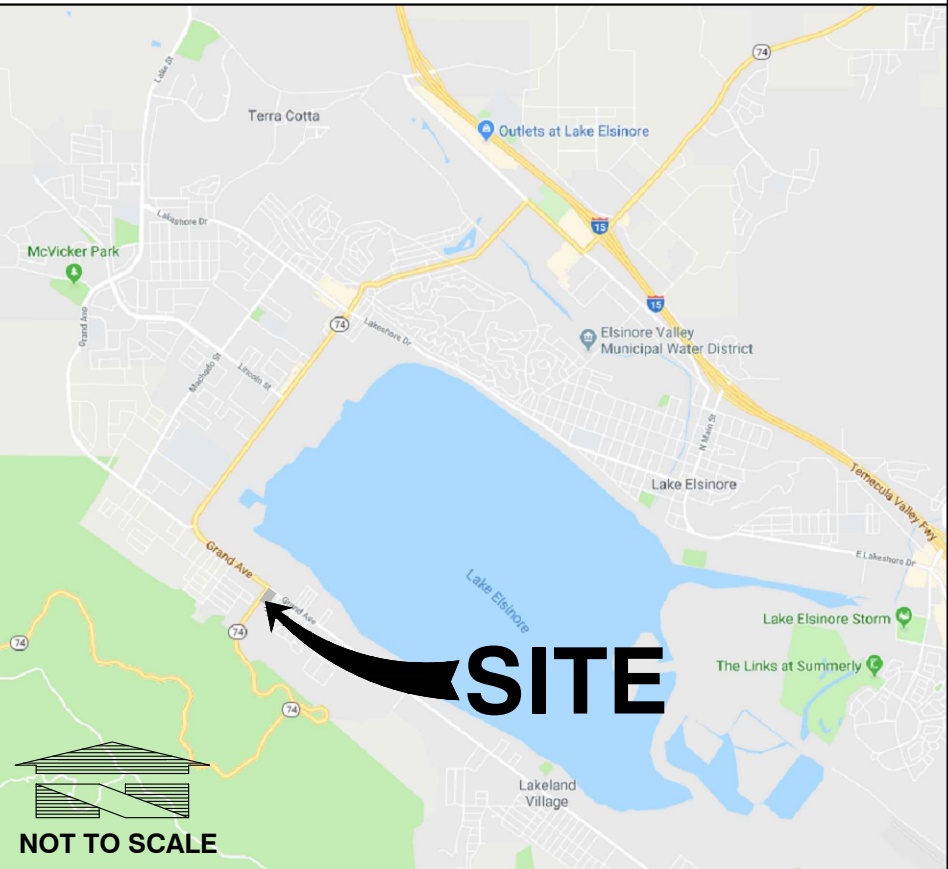 74
Lake St
Terra Cotta
Outlets at Lake Elsinore
Lakeshore Dr
15
McVicker Park
15
Grand Ave
74
Lakeshore Dr
Elsinore Valley
Municipal Water District
Machado St
Lincoln St
N Main St
Lake Elsinore
Temecula Valley Fwy
Grand Ave
E Lakeshore Dr
Lake Elsinore
Grand Ave
Lake Elsinore Storm
74
74
The Links at Summerly
SITE
74
Lakeland
Village
NOT TO SCALE